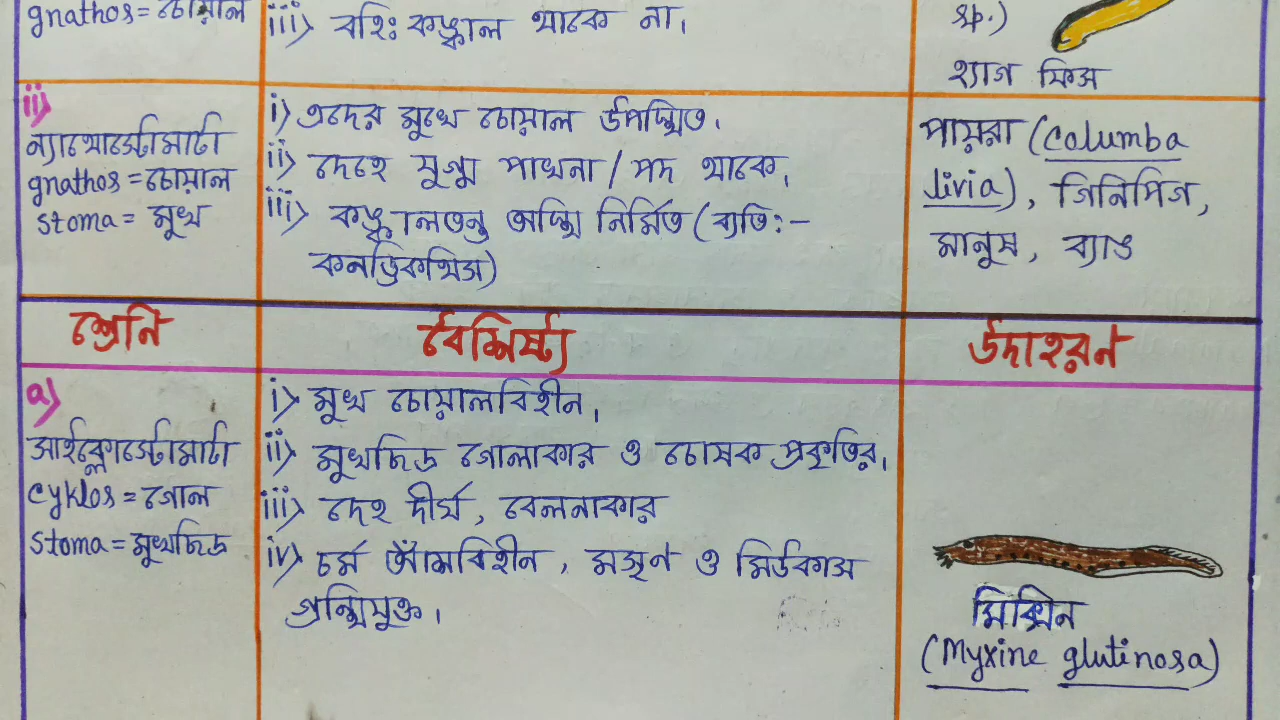 gnathos = চোয়াল
iii) বহিঃ কঙ্কাল থাকে না।
sp.)
হ্যাগ ফিস
ii)
ন্যাথোস্টোমাটা
gnathos = চোয়াল
stoma = মুখ
i) এদের মুখে চোয়াল উপস্থিত।
ii) দেহে যুগ্ম পাখনা / পদ থাকে।
iii) কঙ্কালতন্ত্র অস্থি নির্মিত (ব্যতি:-
কনড্রিকথিস)
পায়রা (Columba
livia), গিনিপিগ,
মানুষ, ব্যাঙ
শ্রেনি
বৈশিষ্ট্য
উদাহরন
a)
সাইক্লোস্টোমাটা
cyklos = গোল
stoma = মুখছিদ্র
i) মুখ চোয়ালবিহীন।
ii) মুখছিদ্র গোলাকার ও চোষক প্রকৃতির।
iii) দেহ দীর্ঘ, বেলনাকার
iv) চর্ম আঁশবিহীন, মসৃণ ও মিউকাস
গ্রন্থিযুক্ত।
মিক্সিন
(Myxine glutinosa)